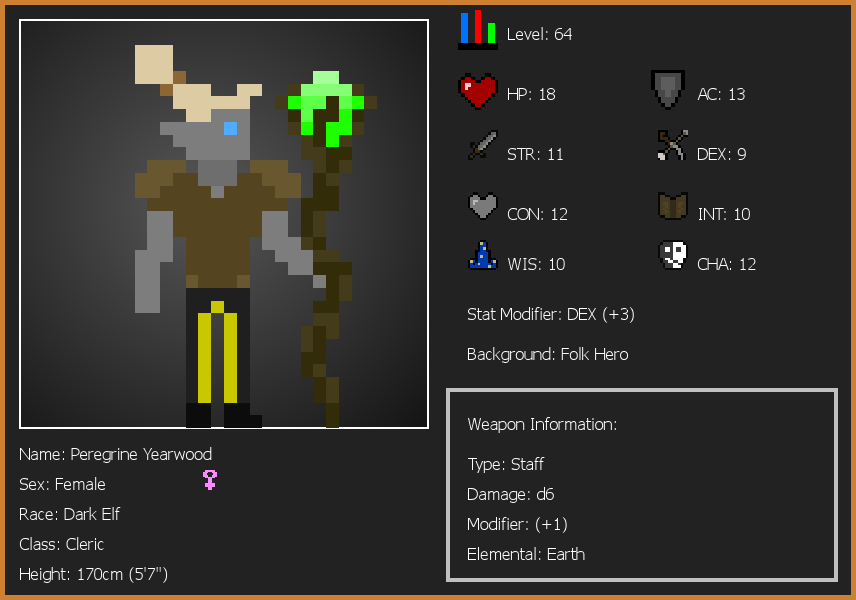 Level: 64
HP: 18
AC: 13
STR: 11
DEX: 9
CON: 12
INT: 10
WIS: 10
CHA: 12
Stat Modifier: DEX (+3)
Background: Folk Hero
Weapon Information:
Type: Staff
Damage: d6
Modifier: (+1)
Elemental: Earth
Name: Peregrine Yearwood
Sex: Female
Race: Dark Elf
Class: Cleric
Height: 170cm (5'7")